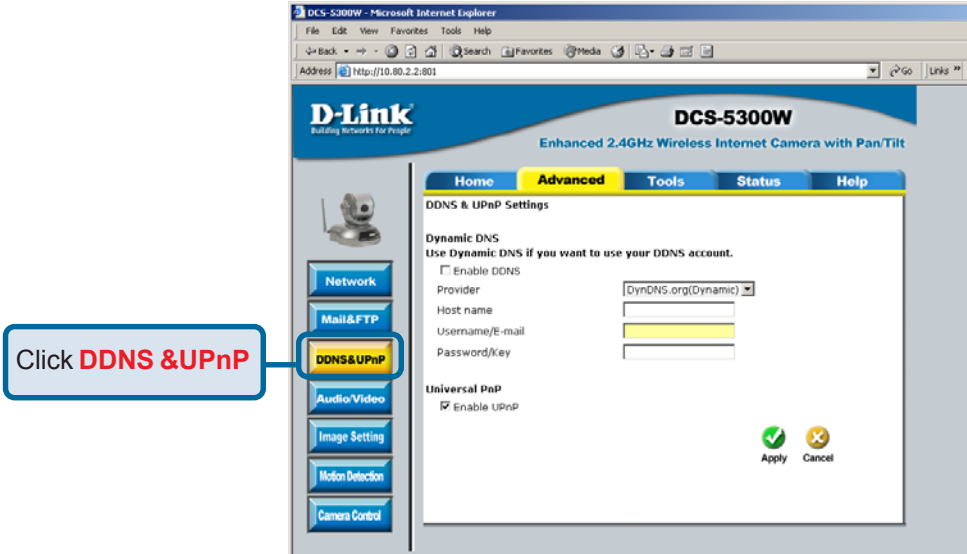 DCS-5300W - Microsoft Internet Explorer
File Edit View Favorites Tools Help
Back Search Favorites Media
Address http://10.80.2.2:801 Go Links »
D-Link
Building Networks for People
DCS-5300W
Enhanced 2.4GHz Wireless Internet Camera with Pan/Tilt
Home Advanced Tools Status Help
DDNS & UPnP Settings
Dynamic DNS
Use Dynamic DNS if you want to use your DDNS account.
Enable DDNS
Provider DynDNS.org(Dynamic)
Host name
Username/E-mail
Password/Key
Universal PnP
Enable UPnP
Apply Cancel
Network
Mail&FTP
DDNS&UPnP
Audio/Video
Image Setting
Motion Detection
Camera Control
Click DDNS &UPnP